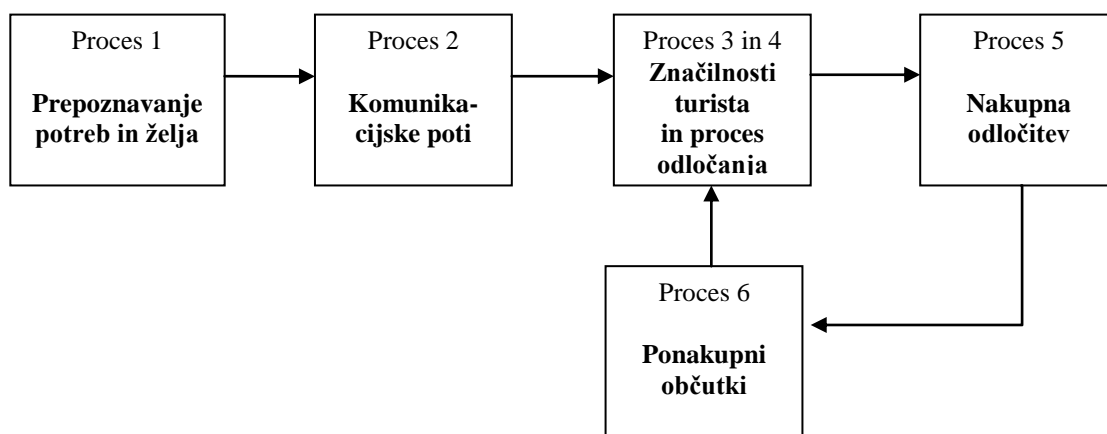 Proces 1
Prepoznavanje
potreb in želja
Proces 2
Komunika-
cijske poti
Proces 3 in 4
Značilnosti
turista
in proces
odločanja
Proces 5
Nakupna
odločitev
Proces 6
Ponakupni
občutki